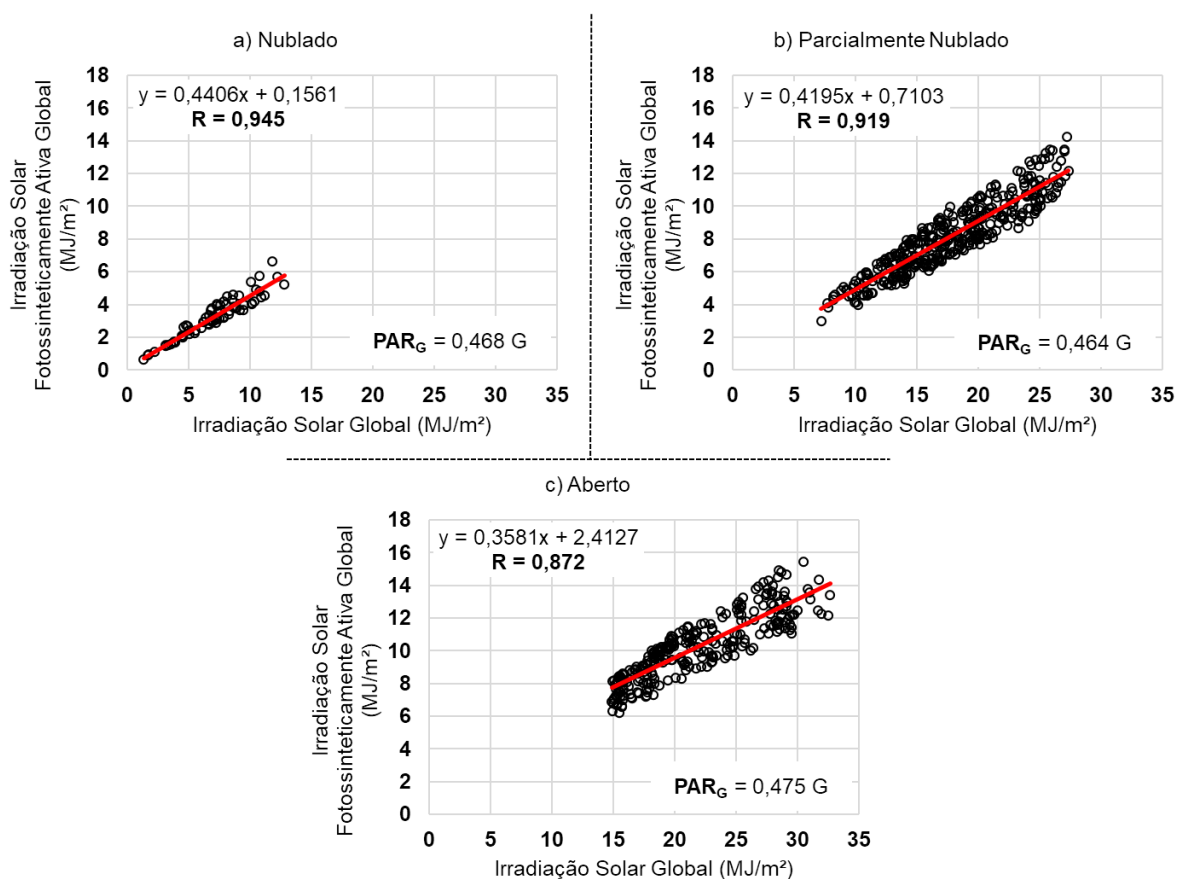 a) Nublado
Irradiação Solar
Fotossinteticamente Ativa Global
(MJ/m²)
18
16
14
12
10
8
6
4
2
0
y = 0,4406x + 0,1561
R = 0,945
PAR_G = 0,468 G
0 5 10 15 20 25 30 35
Irradiação Solar Global (MJ/m²)
b) Parcialmente Nublado
Irradiação Solar
Fotossinteticamente Ativa Global
(MJ/m²)
18
16
14
12
10
8
6
4
2
0
y = 0,4195x + 0,7103
R = 0,919
PAR_G = 0,464 G
0 5 10 15 20 25 30 35
Irradiação Solar Global (MJ/m²)
c) Aberto
Irradiação Solar
Fotossinteticamente Ativa Global
(MJ/m²)
18
16
14
12
10
8
6
4
2
0
y = 0,3581x + 2,4127
R = 0,872
PAR_G = 0,475 G
0 5 10 15 20 25 30 35
Irradiação Solar Global (MJ/m²)